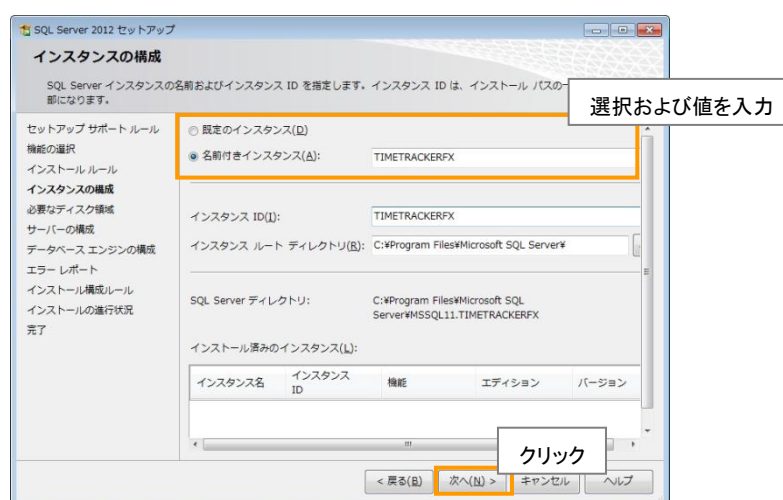 SQL Server 2012 セットアップ
インスタンスの構成
SQL Server インスタンスの名前およびインスタンス ID を指定します。インスタンス ID は、インストール パスの一
部になります。
選択および値を入力
セットアップ サポート ルール
機能の選択
インストール ルール
インスタンスの構成
必要なディスク領域
サーバーの構成
データベース エンジンの構成
エラー レポート
インストール構成ルール
インストールの進行状況
完了
既定のインスタンス(D)
名前付きインスタンス(A): TIMETRACKERFX
インスタンス ID(I): TIMETRACKERFX
インスタンス ルート ディレクトリ(R): C:¥Program Files¥Microsoft SQL Server¥
SQL Server ディレクトリ: C:¥Program Files¥Microsoft SQL
Server¥MSSQL11.TIMETRACKERFX
インストール済みのインスタンス(L):
インスタンス名 インスタンス 機能 エディション バージョン
ID
クリック
< 戻る(B) 次へ(N) > キャンセル ヘルプ